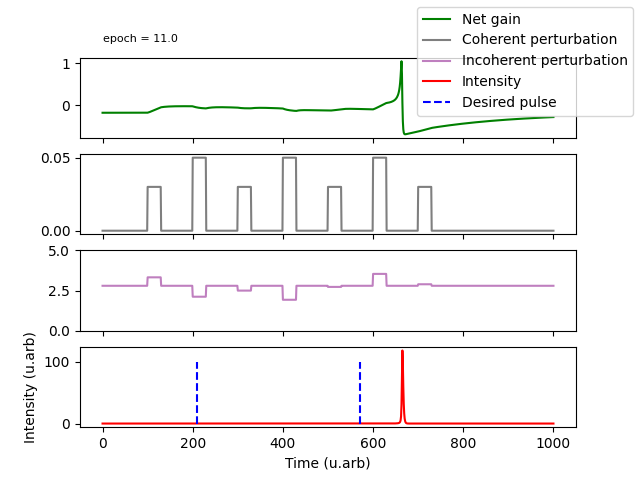 epoch = 11.0
Net gain
Coherent perturbation
Incoherent perturbation
Intensity
Desired pulse
1
0
0.05
0.00
5.0
2.5
0.0
Intensity (u.arb)
100
0
0 200 400 600 800 1000
Time (u.arb)